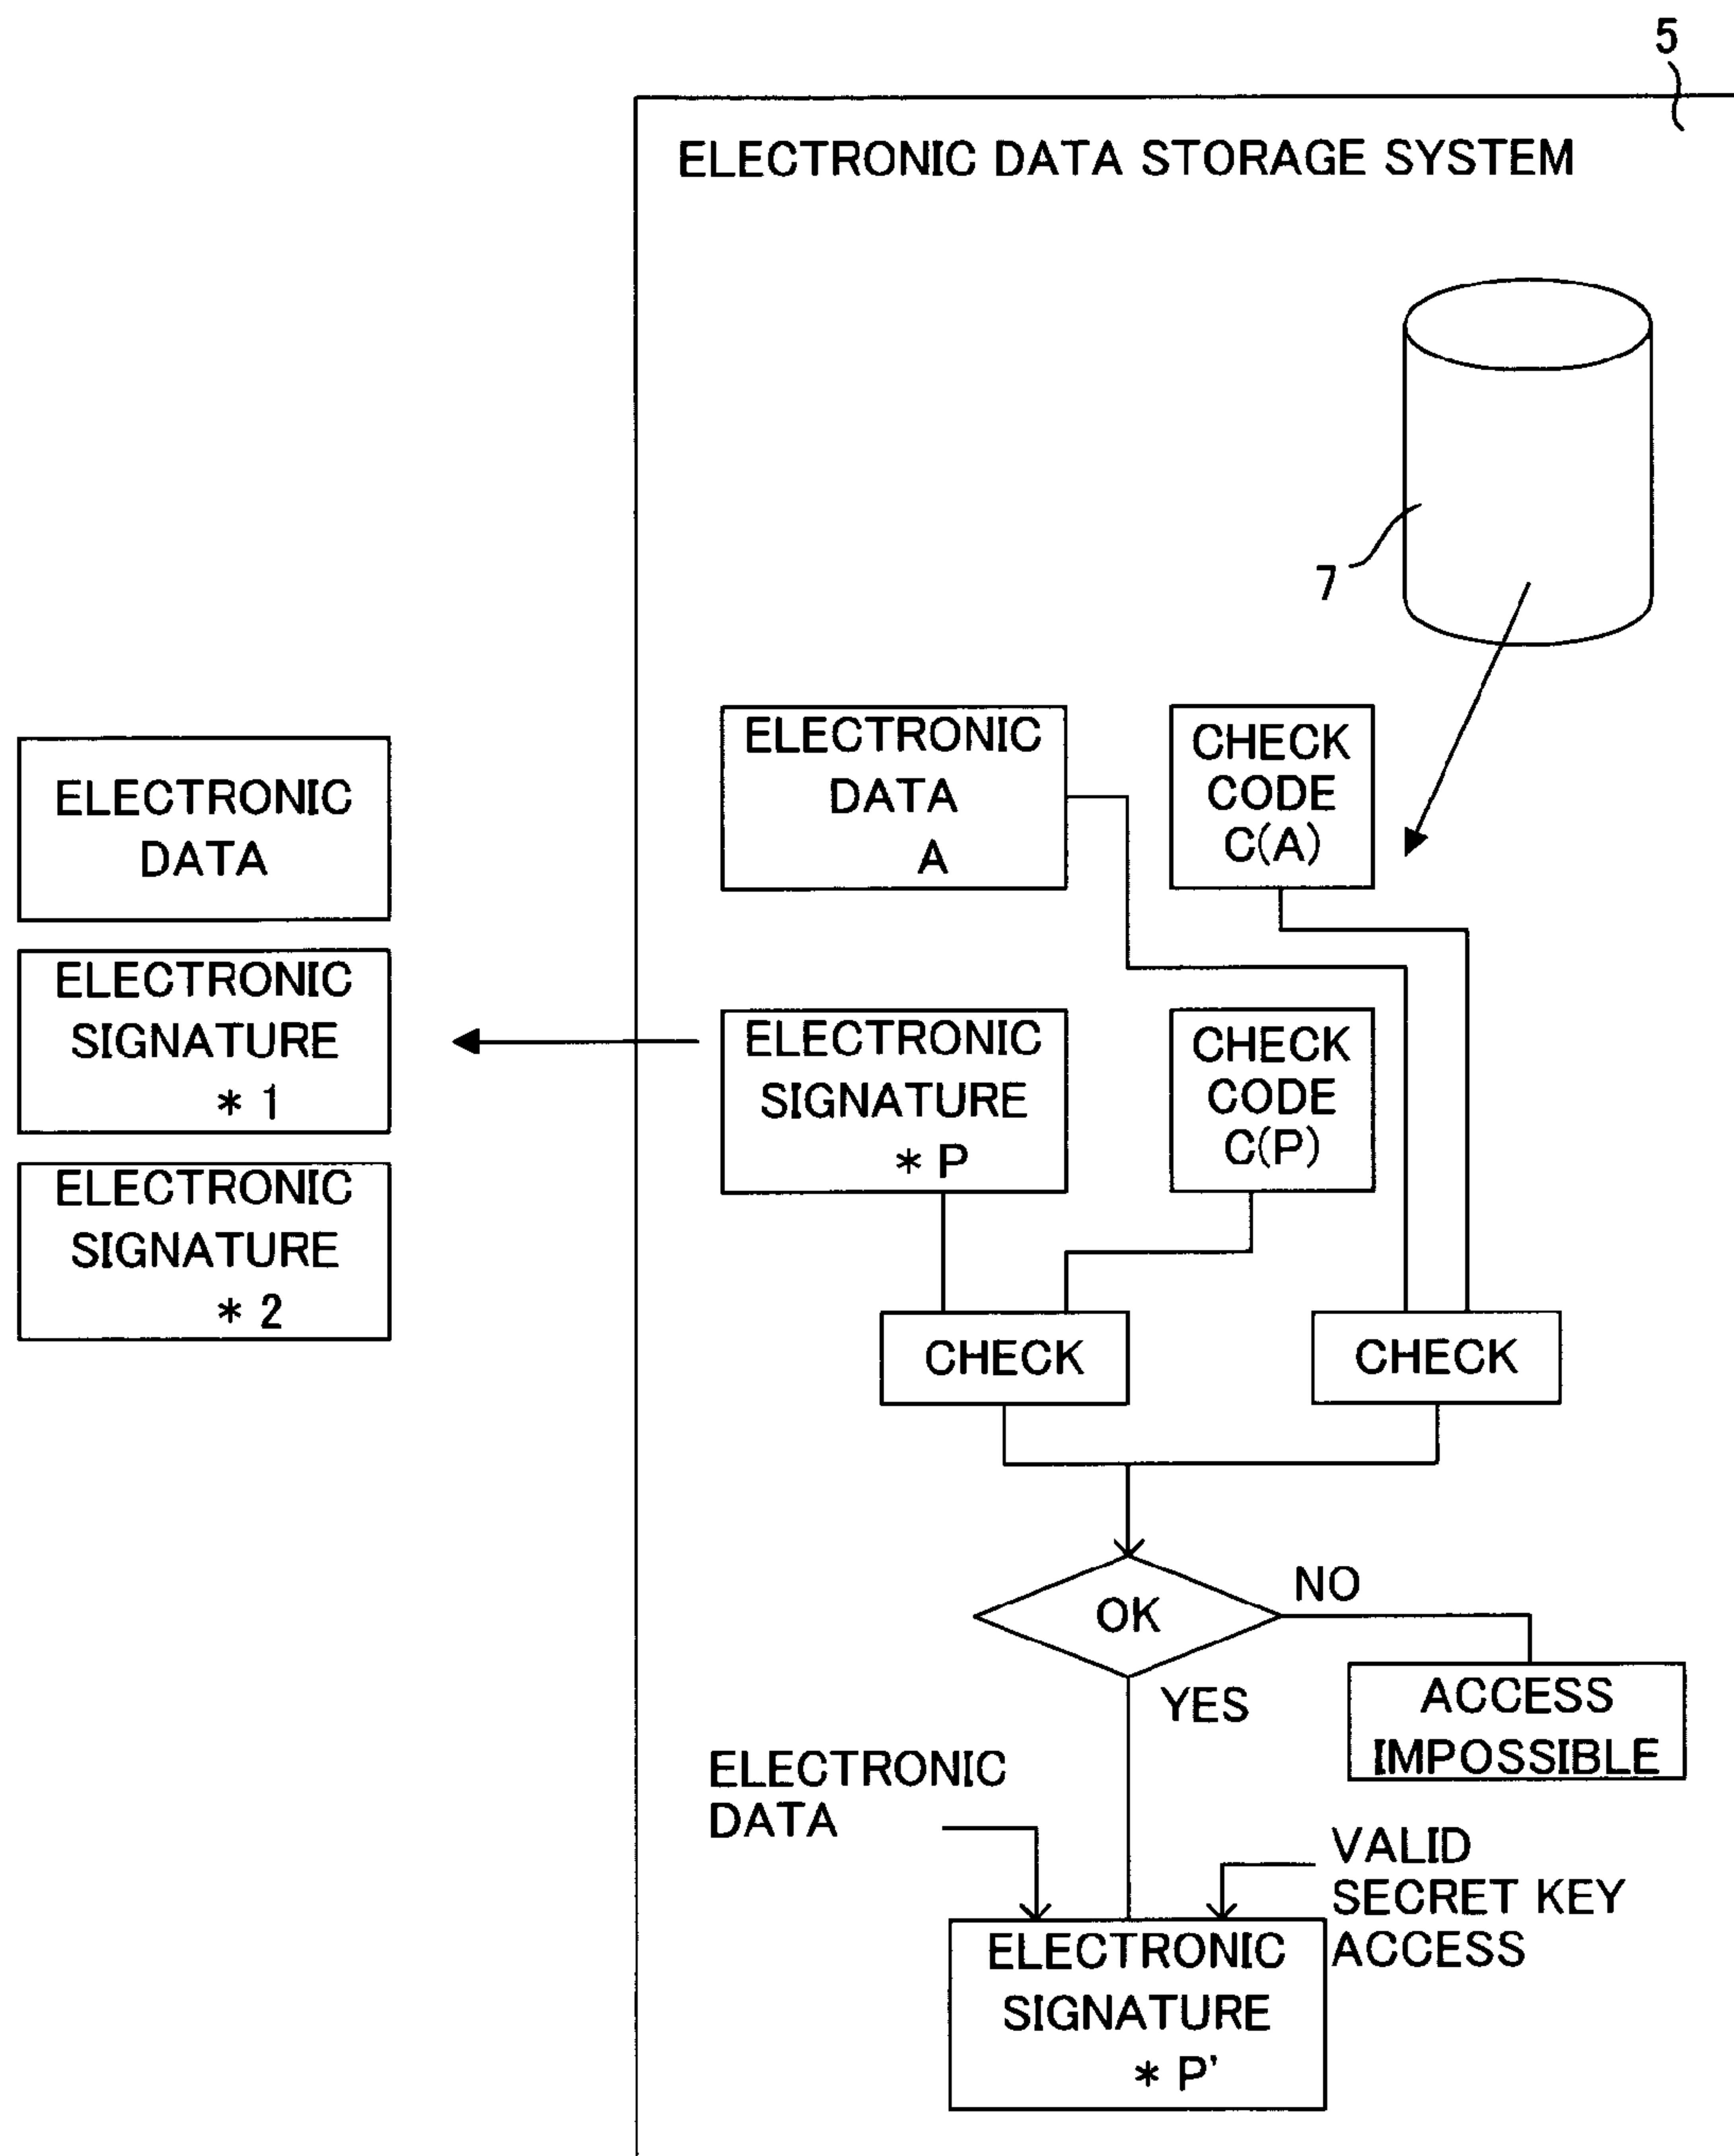 5
ELECTRONIC DATA STORAGE SYSTEM
7
ELECTRONIC
DATA
ELECTRONIC
SIGNATURE
* 1
ELECTRONIC
SIGNATURE
* 2
ELECTRONIC
DATA
A
CHECK
CODE
C(A)
ELECTRONIC
SIGNATURE
* P
CHECK
CODE
C(P)
CHECK
CHECK
OK
NO
YES
ACCESS
IMPOSSIBLE
ELECTRONIC
DATA
VALID
SECRET KEY
ACCESS
ELECTRONIC
SIGNATURE
* P'